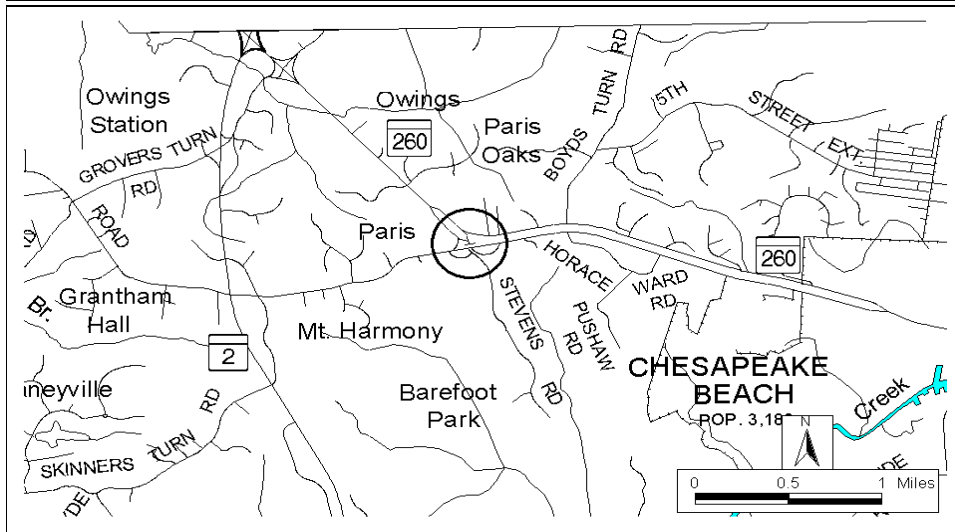 Owings
Station
GROVERS TURN
RD
ROAD
Owings
260
Paris
Oaks
BOYDS TURN RD
5TH
STREET
EXT.
Paris
HORACE
WARD
RD
260
STEVENS
RD
PUSHAW
RD
Grantham
Hall
Br.
2
Mt. Harmony
Barefoot
Park
CHESAPEAKE
BEACH
POP.
Creek
RD
TURN
SKINNERS
N
0 0.5 1 Miles